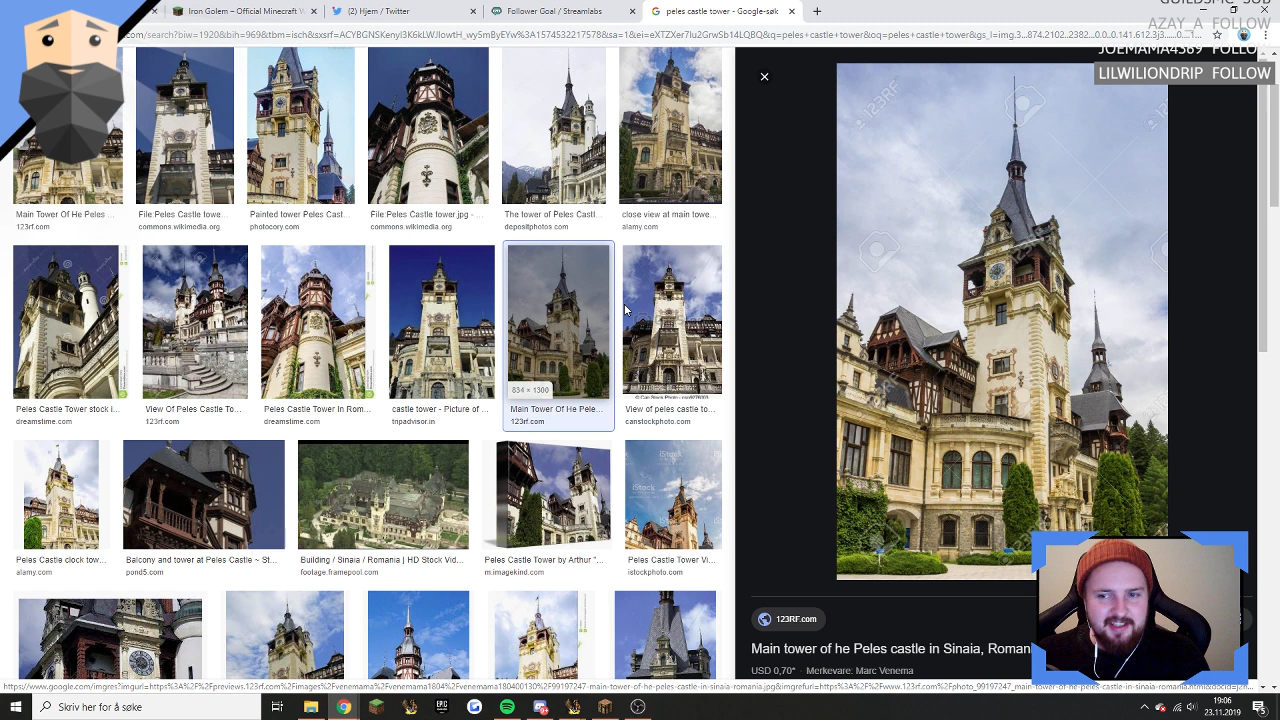 GUILDSMC SUB
AZAY_A FOLLOW
JOEMAMA4369 FOLLOW
LILWILIONDRIP FOLLOW
Iron Golem – Official Minecraft W
Hjem / Twitter
Follower Goal / Streamlabs
peles castle tower - Google-søk
Main Tower Of He Peles ...
123rf.com
File:Peles Castle towe...
commons.wikimedia.org
Painted tower Peles Cast...
photocory.com
File:Peles Castle tower.jpg - ...
commons.wikimedia.org
The tower of Peles Castl...
depositphotos.com
close view at main towe...
alamy.com
Peles Castle Tower stock i...
dreamstime.com
View Of Peles Castle To...
123rf.com
Peles Castle Tower In Rom...
dreamstime.com
castle tower - Picture of ...
tripadvisor.in
834 × 1300
Main Tower Of He Pele...
123rf.com
View of peles castle to...
canstockphoto.com
Peles Castle clock tow...
alamy.com
Balcony and tower at Peles Castle ~ St...
pond5.com
Building / Sinaia / Romania | HD Stock Vid...
footage.framepool.com
Peles Castle Tower by Arthur "...
m.imagekind.com
iStock
Peles Castle Tower Vi...
istockphoto.com
123RF
123RF.com
Main tower of he Peles castle in Sinaia, Roman
USD 0,70* · Merkevare: Marc Venema
Skriv her for å søke
EPIC
GAMES
19:06
23.11.2019